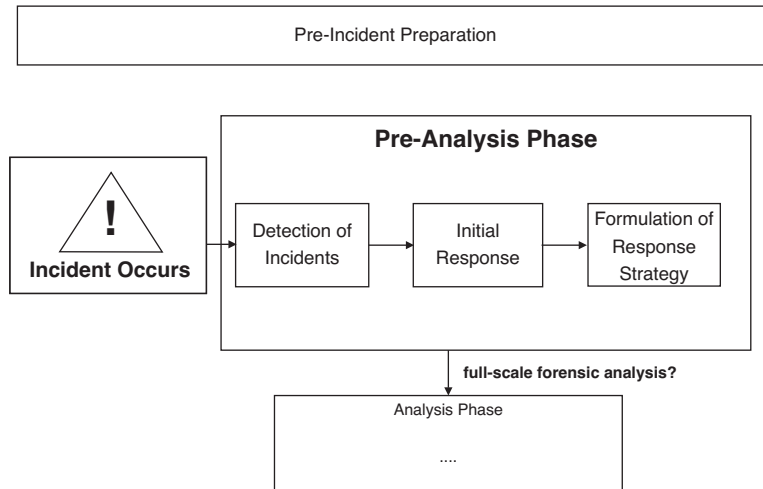 Pre-Incident Preparation
Pre-Analysis Phase
!
Incident Occurs
Detection of
Incidents
Initial
Response
Formulation of
Response
Strategy
full-scale forensic analysis?
Analysis Phase
....